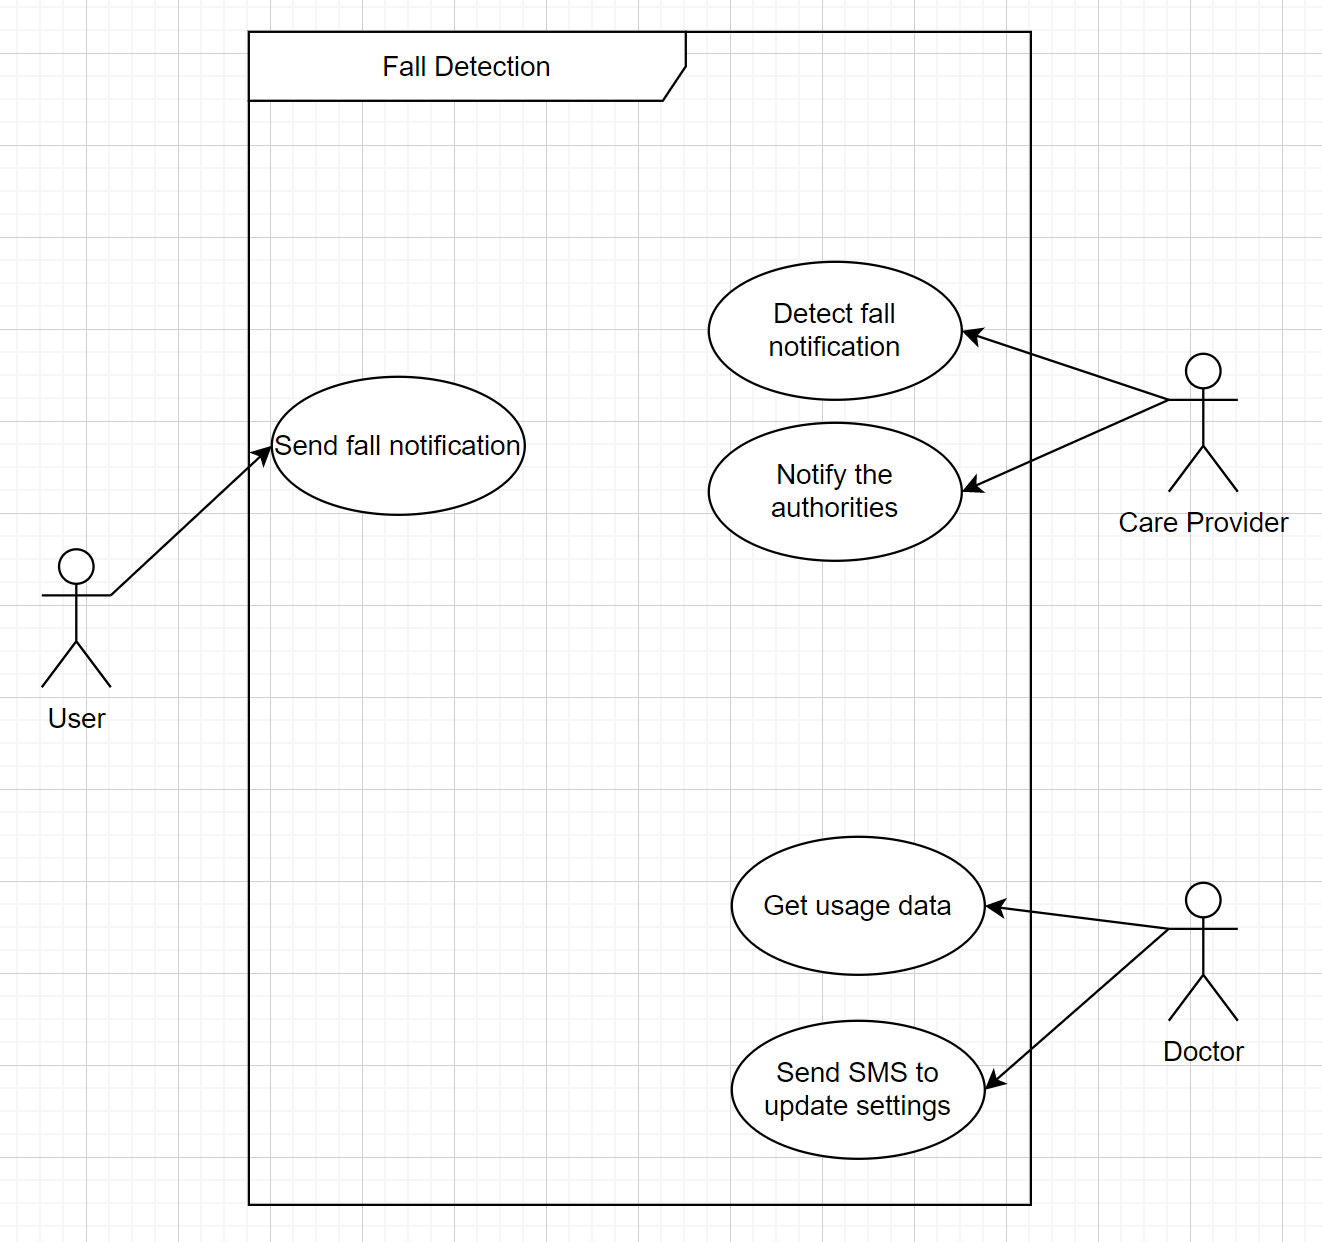 Fall Detection
Detect fall
notification
Send fall notification
Notify the
authorities
Care Provider
User
Get usage data
Doctor
Send SMS to
update settings